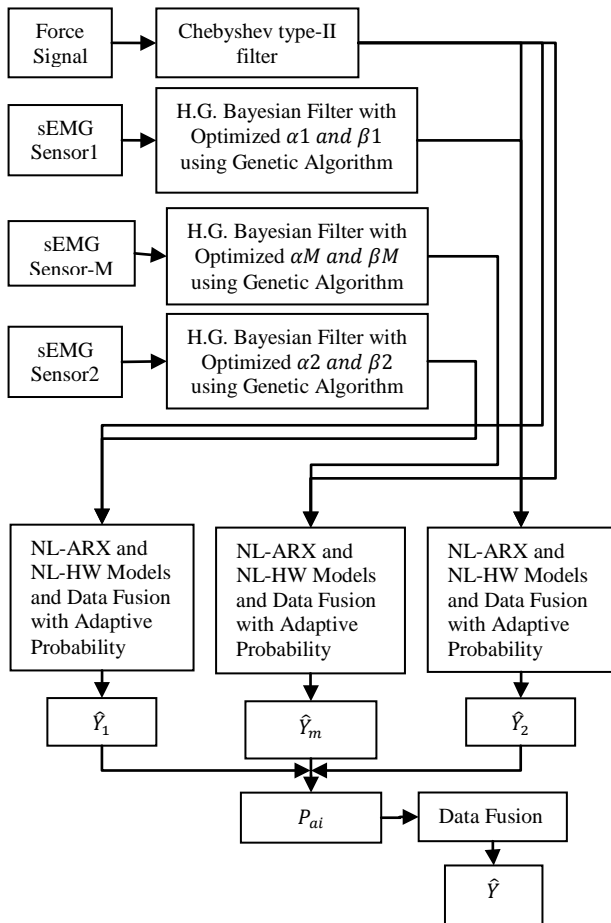 Force
Signal
Chebyshev type-II
filter
sEMG
Sensor1
H.G. Bayesian Filter with
Optimized 𝛼1 𝑎𝑛𝑑 𝛽1
using Genetic Algorithm
sEMG
Sensor-M
H.G. Bayesian Filter with
Optimized 𝛼𝑀 𝑎𝑛𝑑 𝛽𝑀
using Genetic Algorithm
sEMG
Sensor2
H.G. Bayesian Filter with
Optimized 𝛼2 𝑎𝑛𝑑 𝛽2
using Genetic Algorithm
NL-ARX and
NL-HW Models
and Data Fusion
with Adaptive
Probability
NL-ARX and
NL-HW Models
and Data Fusion
with Adaptive
Probability
NL-ARX and
NL-HW Models
and Data Fusion
with Adaptive
Probability
Ŷ₁
Ŷₘ
Ŷ₂
Pₐᵢ
Data Fusion
Ŷ